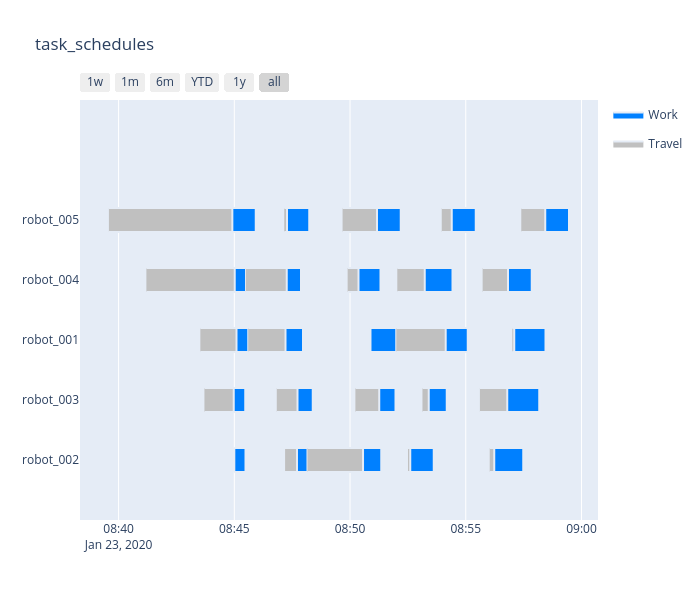 task_schedules
1w 1m 6m YTD 1y all
Work
Travel
robot_005
robot_004
robot_001
robot_003
robot_002
08:40 08:45 08:50 08:55 09:00
Jan 23, 2020